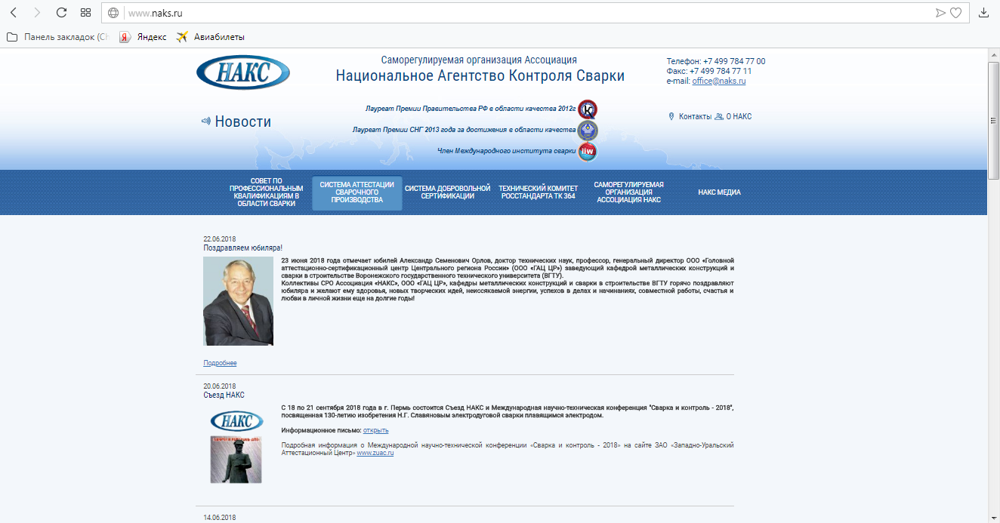 www.naks.ru
Панель закладок (Ch
Я Яндекс
Авиабилеты
НАКС
Саморегулируемая организация Ассоциация
Национальное Агентство Контроля Сварки
Телефон: +7 499 784 77 00
Факс: +7 499 784 77 11
e-mail: office@naks.ru
Новости
Лауреат Премии Правительства РФ в области качества 2012г
Лауреат Премии СНГ 2013 года за достижения в области качества
СНГ
Член Международного института сварки
iiw
Контакты О НАКС
СОВЕТ ПО
ПРОФЕССИОНАЛЬНЫМ
КВАЛИФИКАЦИЯМ В
ОБЛАСТИ СВАРКИ
СИСТЕМА АТТЕСТАЦИИ
СВАРОЧНОГО
ПРОИЗВОДСТВА
СИСТЕМА ДОБРОВОЛЬНОЙ
СЕРТИФИКАЦИИ
ТЕХНИЧЕСКИЙ КОМИТЕТ
РОССТАНДАРТА ТК 364
САМОРЕГУЛИРУЕМАЯ
ОРГАНИЗАЦИЯ
АССОЦИАЦИЯ НАКС
НАКС МЕДИА
22.06.2018
Поздравляем юбиляра!
23 июня 2018 года отмечает юбилей Александр Семенович Орлов, доктор технических наук, профессор, генеральный директор ООО «Головной
аттестационно-сертификационный центр Центрального региона России» (ООО «ГАЦ ЦР») заведующий кафедрой металлических конструкций и
сварки в строительстве Воронежского государственного технического университета (ВГТУ).
Коллективы СРО Ассоциация «НАКС», ООО «ГАЦ ЦР», кафедры металлических конструкций и сварки в строительстве ВГТУ горячо поздравляют
юбиляра и желают ему здоровья, новых творческих идей, неиссякаемой энергии, успехов в делах и начинаниях, совместной работы, счастья и
любви в личной жизни еще на долгие годы!
Подробнее
20.06.2018
Съезд НАКС
НАКС
С 18 по 21 сентября 2018 года в г. Пермь состоится Съезд НАКС и Международная научно-техническая конференция "Сварка и контроль - 2018",
посвященная 130-летию изобретения Н.Г. Славяновым электродуговой сварки плавящимся электродом.
Информационное письмо: открыть
Подробная информация о Международной научно-технической конференции «Сварка и контроль - 2018» на сайте ЗАО «Западно-Уральский
Аттестационный Центр» www.zuac.ru
14.06.2018